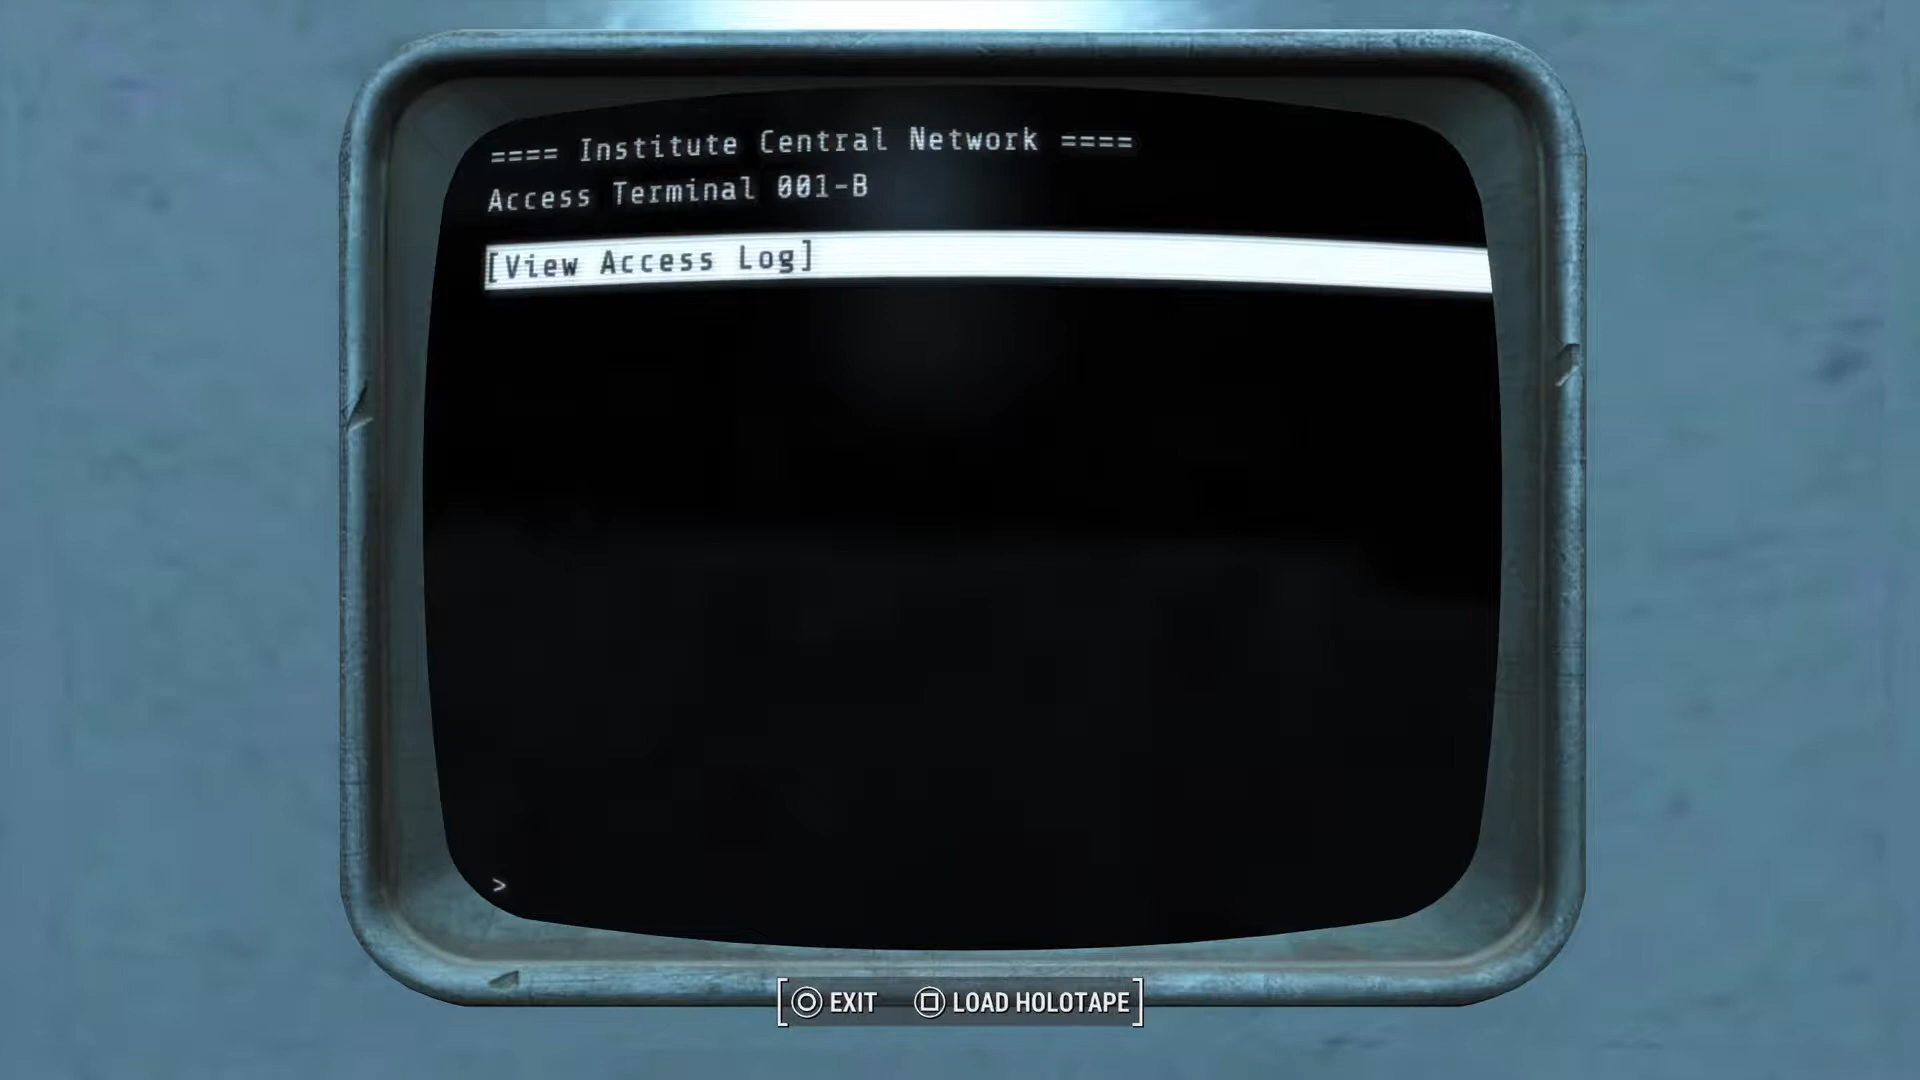 ==== Institute Central Network ====
Access Terminal 001-B
[View Access Log]
>
EXIT LOAD HOLOTAPE